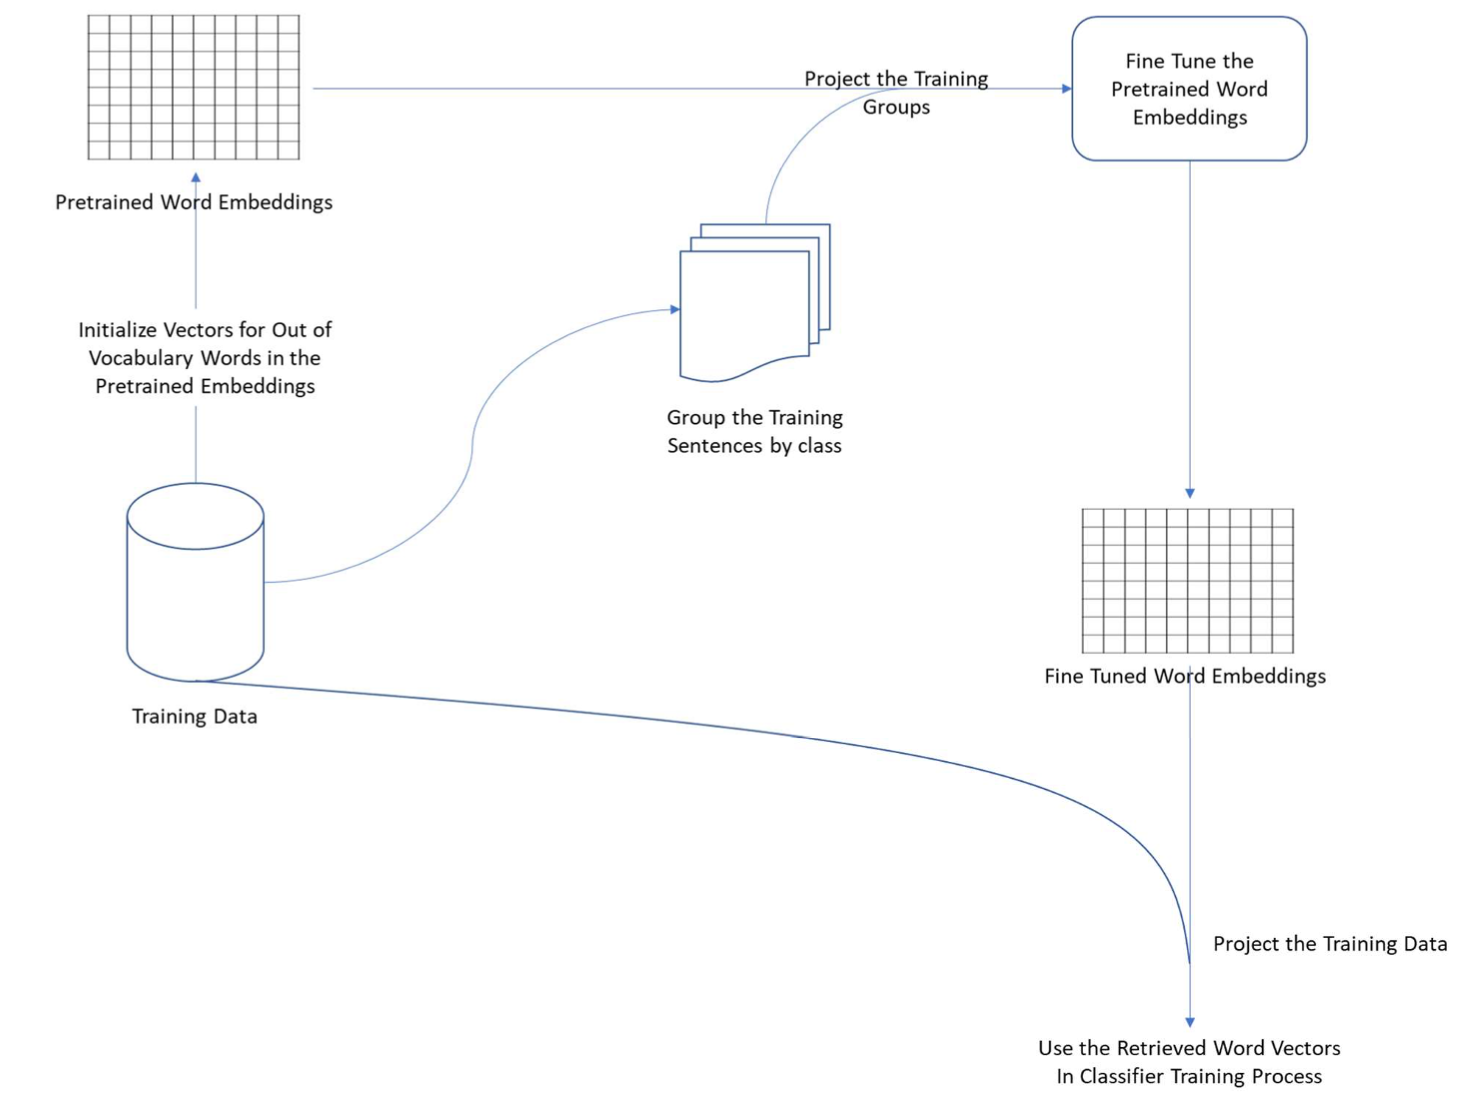 Fine Tune the
Pretrained Word
Embeddings
Project the Training
Groups
Pretrained Word Embeddings
Initialize Vectors for Out of
Vocabulary Words in the
Pretrained Embeddings
Group the Training
Sentences by class
Fine Tuned Word Embeddings
Training Data
Project the Training Data
Use the Retrieved Word Vectors
In Classifier Training Process